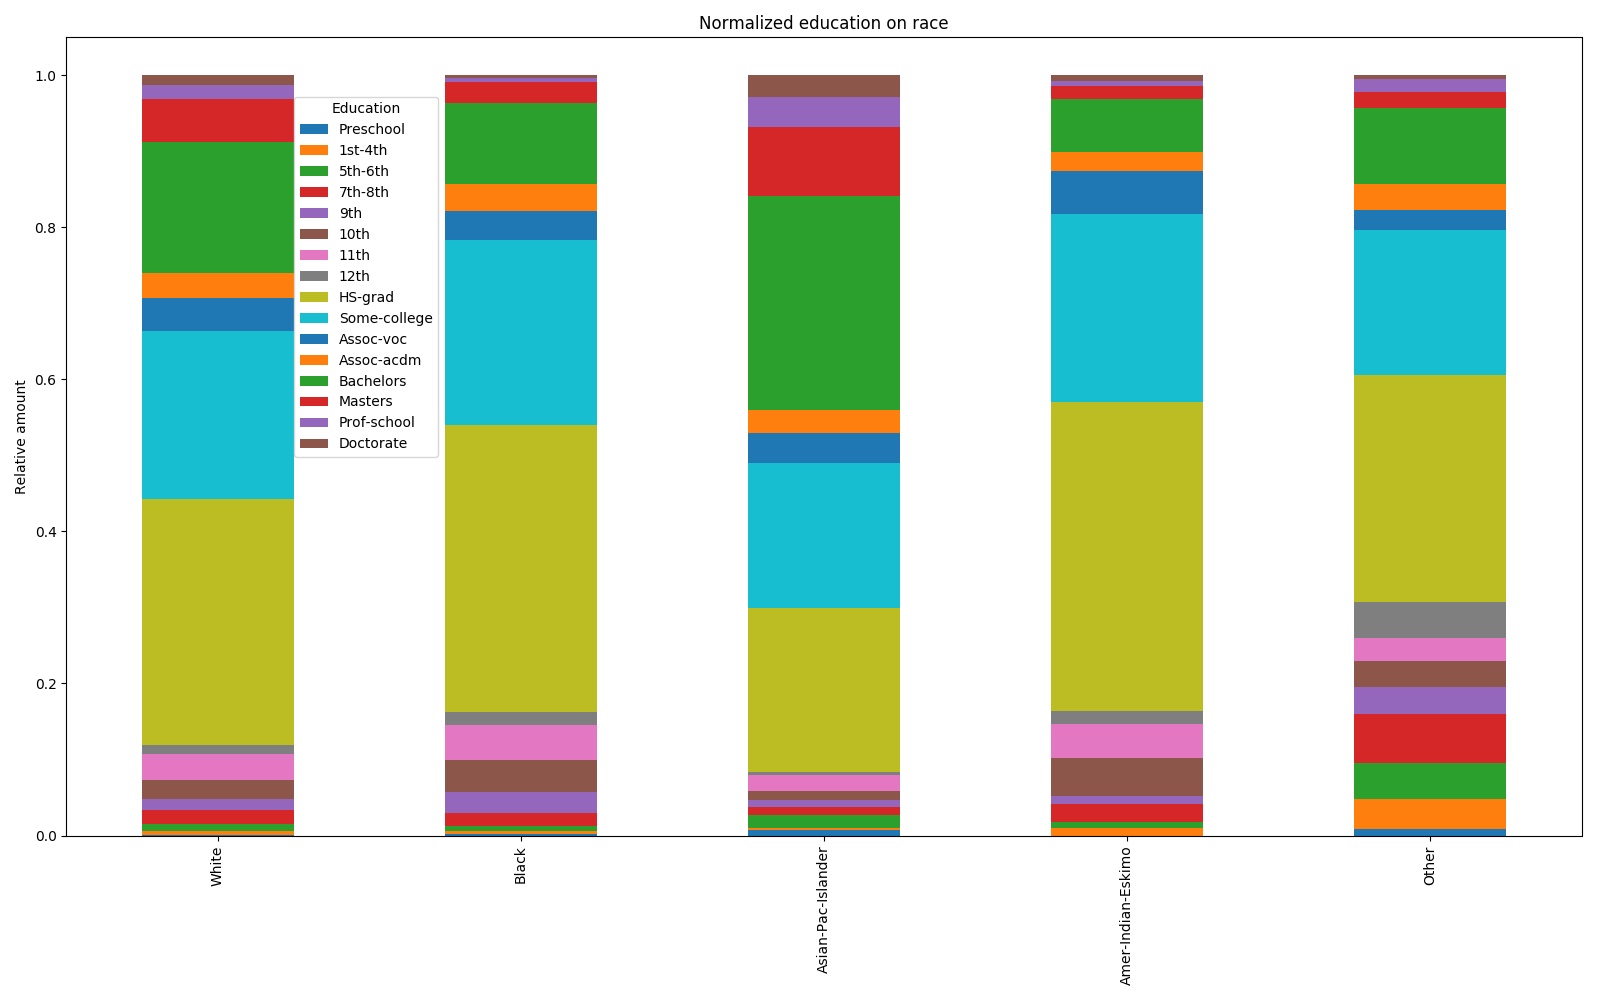 Normalized education on race
Relative amount
1.0
0.8
0.6
0.4
0.2
0.0
Education
Preschool
1st-4th
5th-6th
7th-8th
9th
10th
11th
12th
HS-grad
Some-college
Assoc-voc
Assoc-acdm
Bachelors
Masters
Prof-school
Doctorate
White
Black
Asian-Pac-Islander
Amer-Indian-Eskimo
Other